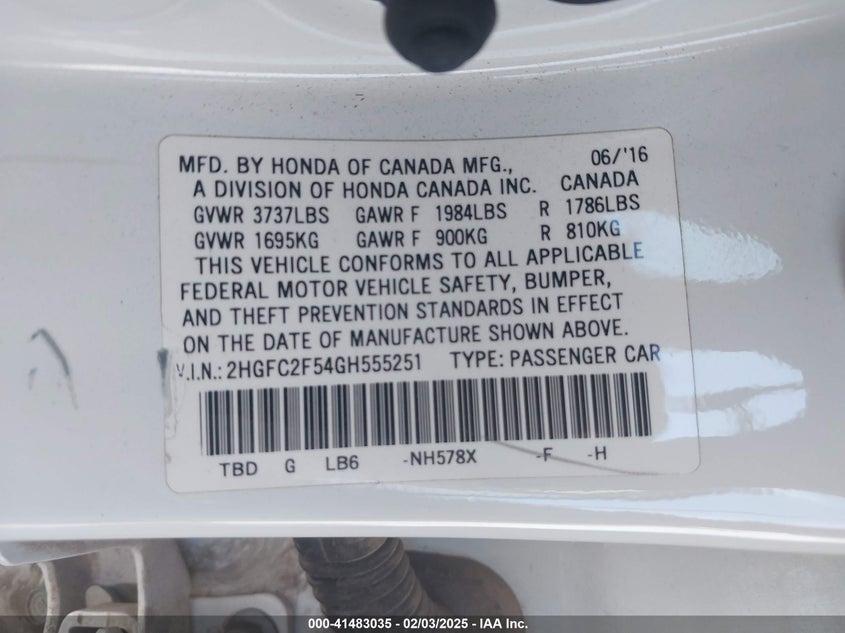 MFD. BY HONDA OF CANADA MFG., 06/'16
A DIVISION OF HONDA CANADA INC. CANADA
GVWR 3737LBS GAWR F 1984LBS R 1786LBS
GVWR 1695KG GAWR F 900KG R 810KG
THIS VEHICLE CONFORMS TO ALL APPLICABLE
FEDERAL MOTOR VEHICLE SAFETY, BUMPER,
AND THEFT PREVENTION STANDARDS IN EFFECT
ON THE DATE OF MANUFACTURE SHOWN ABOVE.
V.I.N.: 2HGFC2F54GH555251 TYPE: PASSENGER CAR
TBD G LB6 -NH578X -F -H
000-41483035 - 02/03/2025 - IAA Inc.